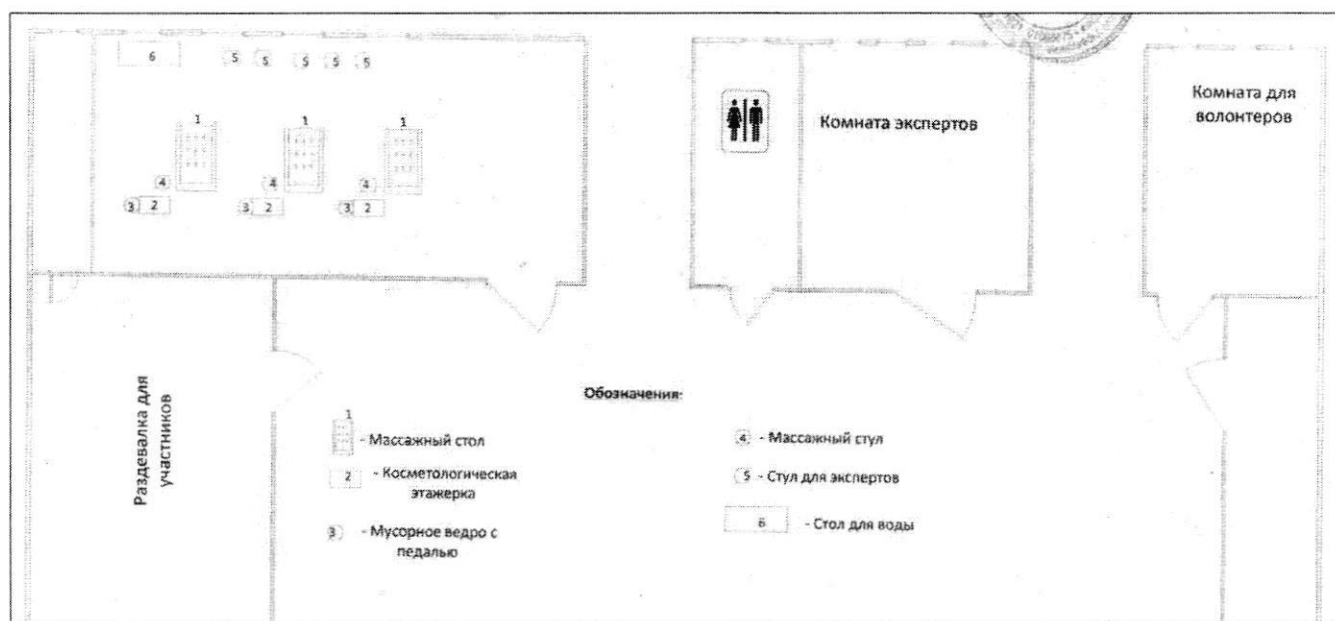 6 5 5 5 5 5
1 1 1
4 4 4
3 2 3 2 3 2
Комната экспертов
Комната для
волонтеров
Раздевалка для
участников
Обозначения:
1
- Массажный стол
2 - Косметологическая
этажерка
3 - Мусорное ведро с
педалью
4 - Массажный стул
5 - Стул для экспертов
6 - Стол для воды